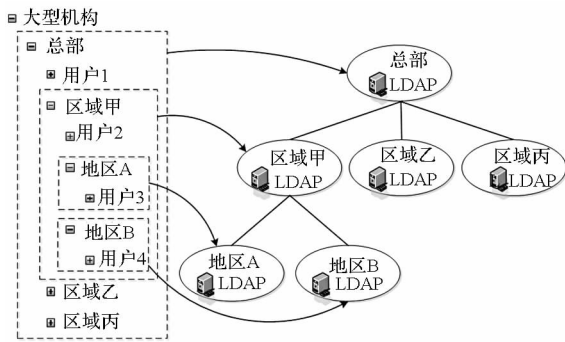 大型机构
总部
用户1
区域甲
用户2
地区A
用户3
地区B
用户4
区域乙
区域丙
总部
LDAP
区域甲
LDAP
区域乙
LDAP
区域丙
LDAP
地区A
LDAP
地区B
LDAP